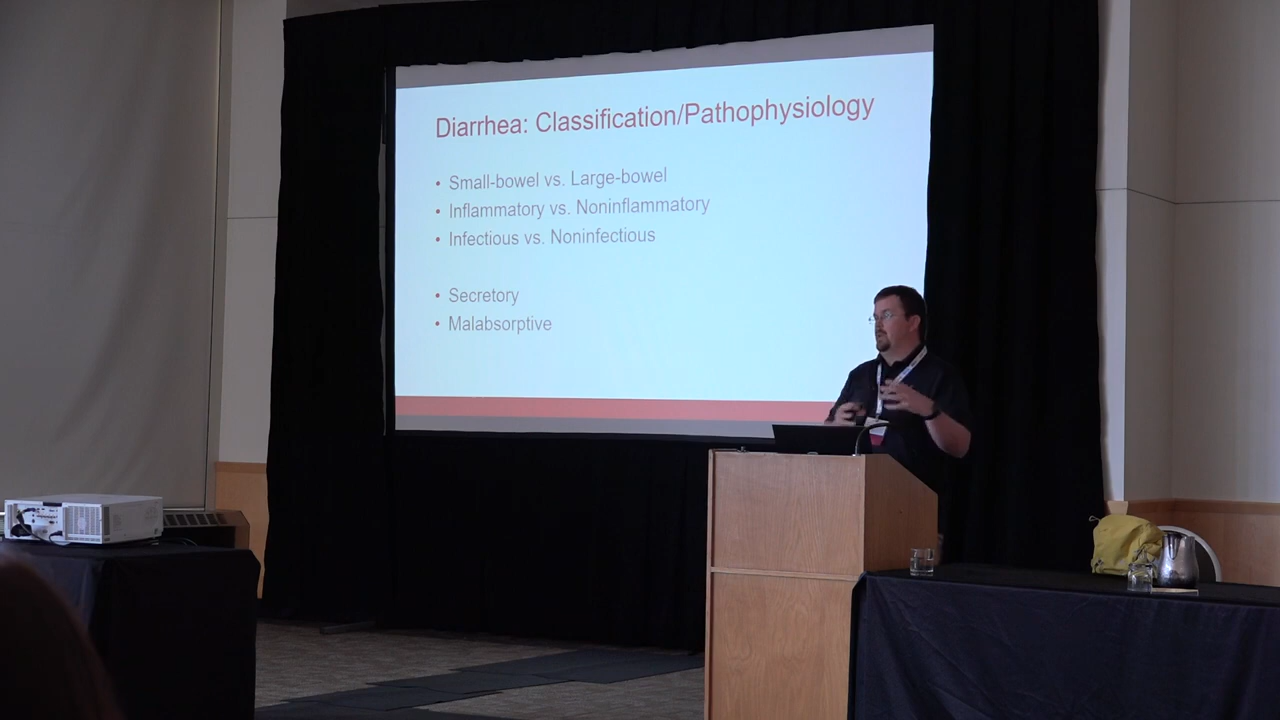 Diarrhea: Classification/Pathophysiology
• Small-bowel vs. Large-bowel
• Inflammatory vs. Noninflammatory
• Infectious vs. Noninfectious
• Secretory
• Malabsorptive